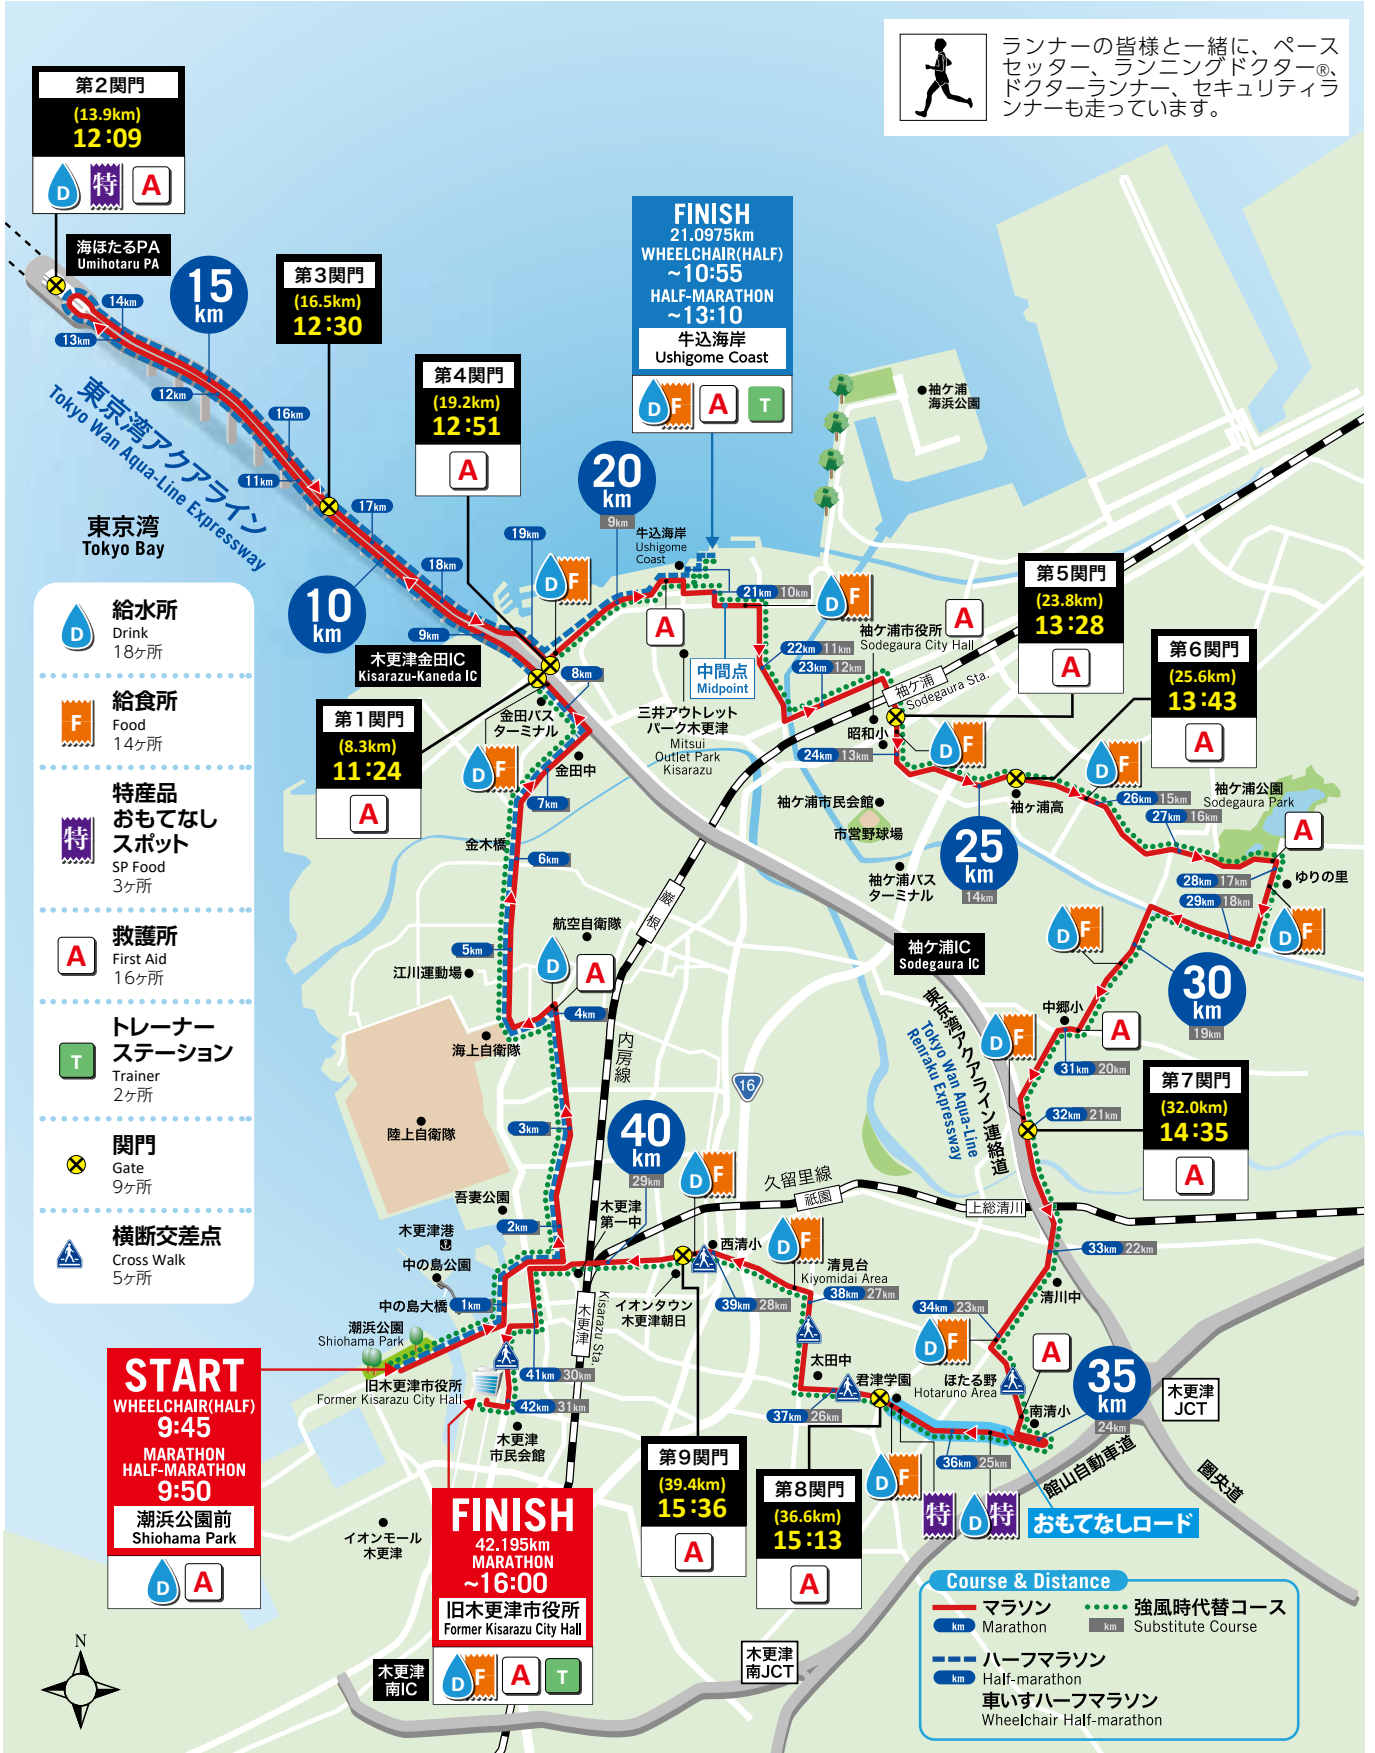 ランナーの皆様と一緒に、ペース
セッター、ランニングドクター®、
ドクターランナー、セキュリティラ
ンナーも走っています。
第2関門
(13.9km)
12:09
D
特
A
海ほたるPA
Umihotaru PA
14km
13km
15
km
12km
第3関門
(16.5km)
12:30
16km
11km
17km
東京湾アクアライン
Tokyo Wan Aqua-Line Expressway
東京湾
Tokyo Bay
10
km
18km
9km
19km
第4関門
(19.2km)
12:51
A
FINISH
21.0975km
WHEELCHAIR(HALF)
~10:55
HALF-MARATHON
~13:10
牛込海岸
Ushigome Coast
D
F
A
T
20
km
9km
牛込海岸
Ushigome
Coast
D
F
袖ケ浦
海浜公園
木更津金田IC
Kisarazu-Kaneda IC
8km
第1関門
(8.3km)
11:24
A
金田バス
ターミナル
D
F
金田中
7km
A
三井アウトレット
パーク木更津
Mitsui
Outlet Park
Kisarazu
中間点
Midpoint
21km 10km
D
F
22km 11km
23km 12km
袖ケ浦市役所
Sodegaura City Hall
A
袖ケ浦
Sodegaura Sta.
第5関門
(23.8km)
13:28
A
第6関門
(25.6km)
13:43
A
昭和小
24km 13km
D
F
袖ケ浦市民会館
市営野球場
袖ケ浦バス
ターミナル
25
km
14km
袖ヶ浦高
D
F
26km 15km
27km 16km
袖ケ浦公園
Sodegaura Park
A
28km 17km
29km 18km
ゆりの里
D
F
D
F
30
km
19km
袖ケ浦IC
Sodegaura IC
東京湾アクアライン連絡道
Tokyo Wan Aqua-Line
Renraku Expressway
中郷小
A
D
F
31km 20km
32km 21km
第7関門
(32.0km)
14:35
A
金木橋
6km
5km
江川運動場
航空自衛隊
D
A
4km
海上自衛隊
巌根
内房線
16
陸上自衛隊
3km
吾妻公園
2km
木更津港
中の島公園
中の島大橋
1km
潮浜公園
Shiohama Park
旧木更津市役所
Former Kisarazu City Hall
木更津
第一中
40
km
29km
D
F
久留里線
祇園
上総清川
西清小
イオンタウン
木更津朝日
39km 28km
D
F
清見台
Kiyomidai Area
38km 27km
33km 22km
清川中
34km 23km
D
F
A
ほたる野
Hotaruno Area
南清小
35
km
24km
木更津
JCT
太田中
君津学園
37km 26km
36km 25km
D
F
特
D
特
おもてなしロード
館山自動車道
圏央道
木更津
Kisarazu Sta.
41km 30km
42km 31km
木更津
市民会館
イオンモール
木更津
START
WHEELCHAIR(HALF)
9:45
MARATHON
HALF-MARATHON
9:50
潮浜公園前
Shiohama Park
D
A
FINISH
42.195km
MARATHON
~16:00
旧木更津市役所
Former Kisarazu City Hall
D
F
A
T
第9関門
(39.4km)
15:36
A
第8関門
(36.6km)
15:13
A
木更津
南IC
木更津
南JCT
N
D
給水所
Drink
18ヶ所
F
給食所
Food
14ヶ所
特
特産品
おもてなし
スポット
SP Food
3ヶ所
A
救護所
First Aid
16ヶ所
T
トレーナー
ステーション
Trainer
2ヶ所
関門
Gate
9ヶ所
横断交差点
Cross Walk
5ヶ所
Course & Distance
マラソン
km Marathon
強風時代替コース
km Substitute Course
ハーフマラソン
km Half-marathon
車いすハーフマラソン
Wheelchair Half-marathon